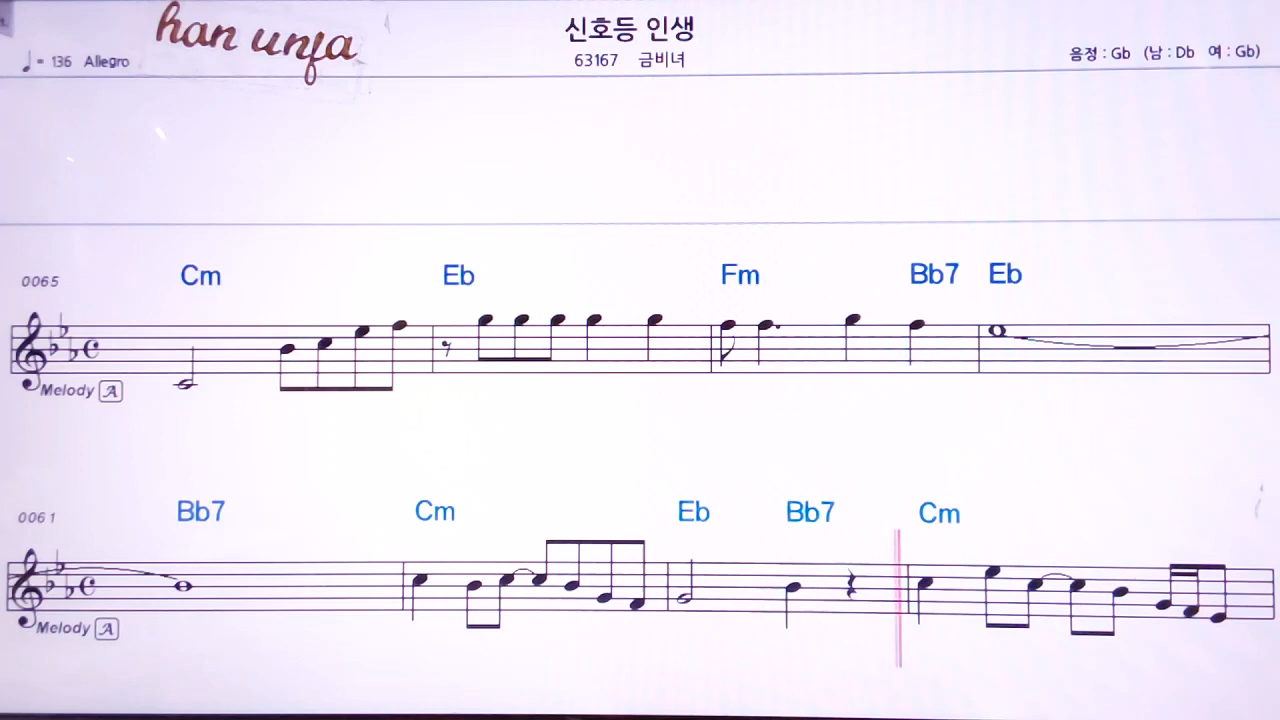 han unja
신호등 인생
♩= 136 Allegro
63167 금비녀
음정 : Gb (남 : Db 여 : Gb)
0065
Cm Eb Fm Bb7 Eb
Melody A
0061
Bb7 Cm Eb Bb7 Cm
Melody A